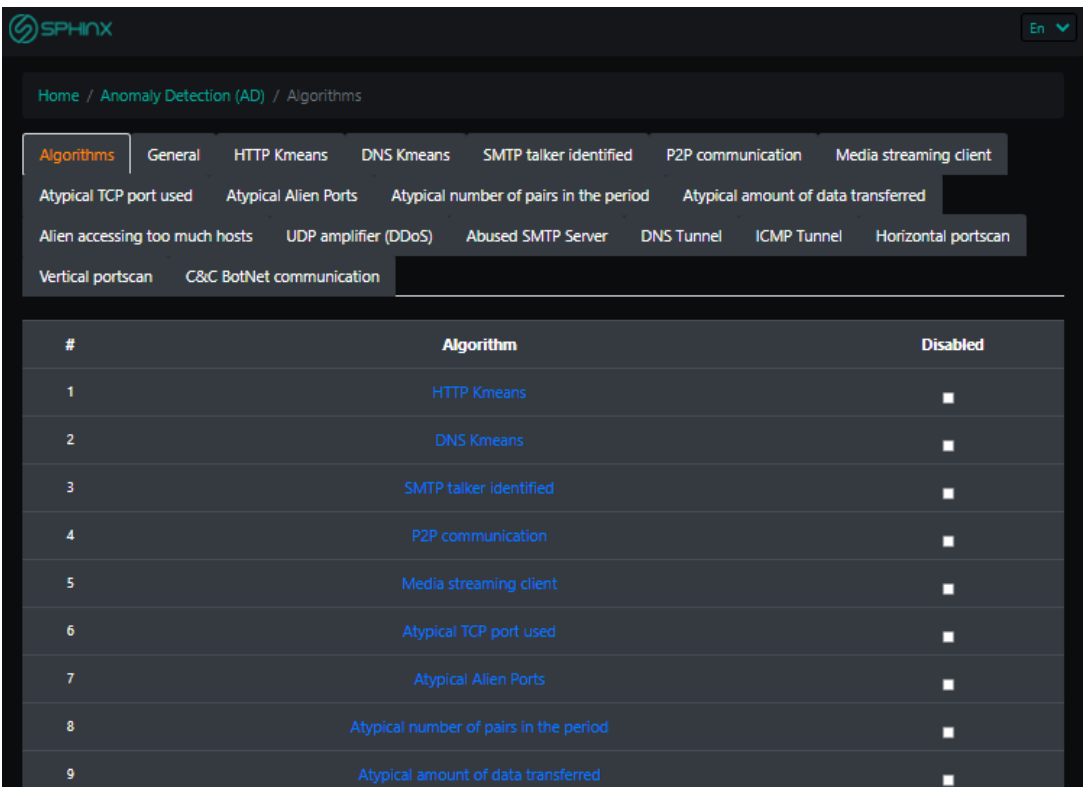 SPHINX
En
Home / Anomaly Detection (AD) / Algorithms
Algorithms General HTTP Kmeans DNS Kmeans SMTP talker identified P2P communication Media streaming client
Atypical TCP port used Atypical Alien Ports Atypical number of pairs in the period Atypical amount of data transferred
Alien accessing too much hosts UDP amplifier (DDoS) Abused SMTP Server DNS Tunnel ICMP Tunnel Horizontal portscan
Vertical portscan C&C BotNet communication
# Algorithm Disabled
1 HTTP Kmeans
2 DNS Kmeans
3 SMTP talker identified
4 P2P communication
5 Media streaming client
6 Atypical TCP port used
7 Atypical Alien Ports
8 Atypical number of pairs in the period
9 Atypical amount of data transferred